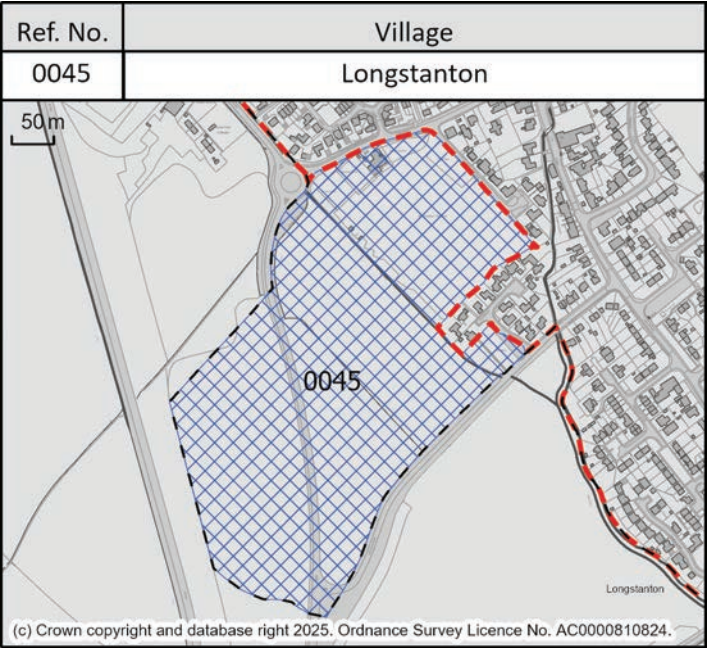 Ref. No. Village
0045 Longstanton
50 m
0045
Longstanton
(c) Crown copyright and database right 2025. Ordnance Survey Licence No. AC0000810824.